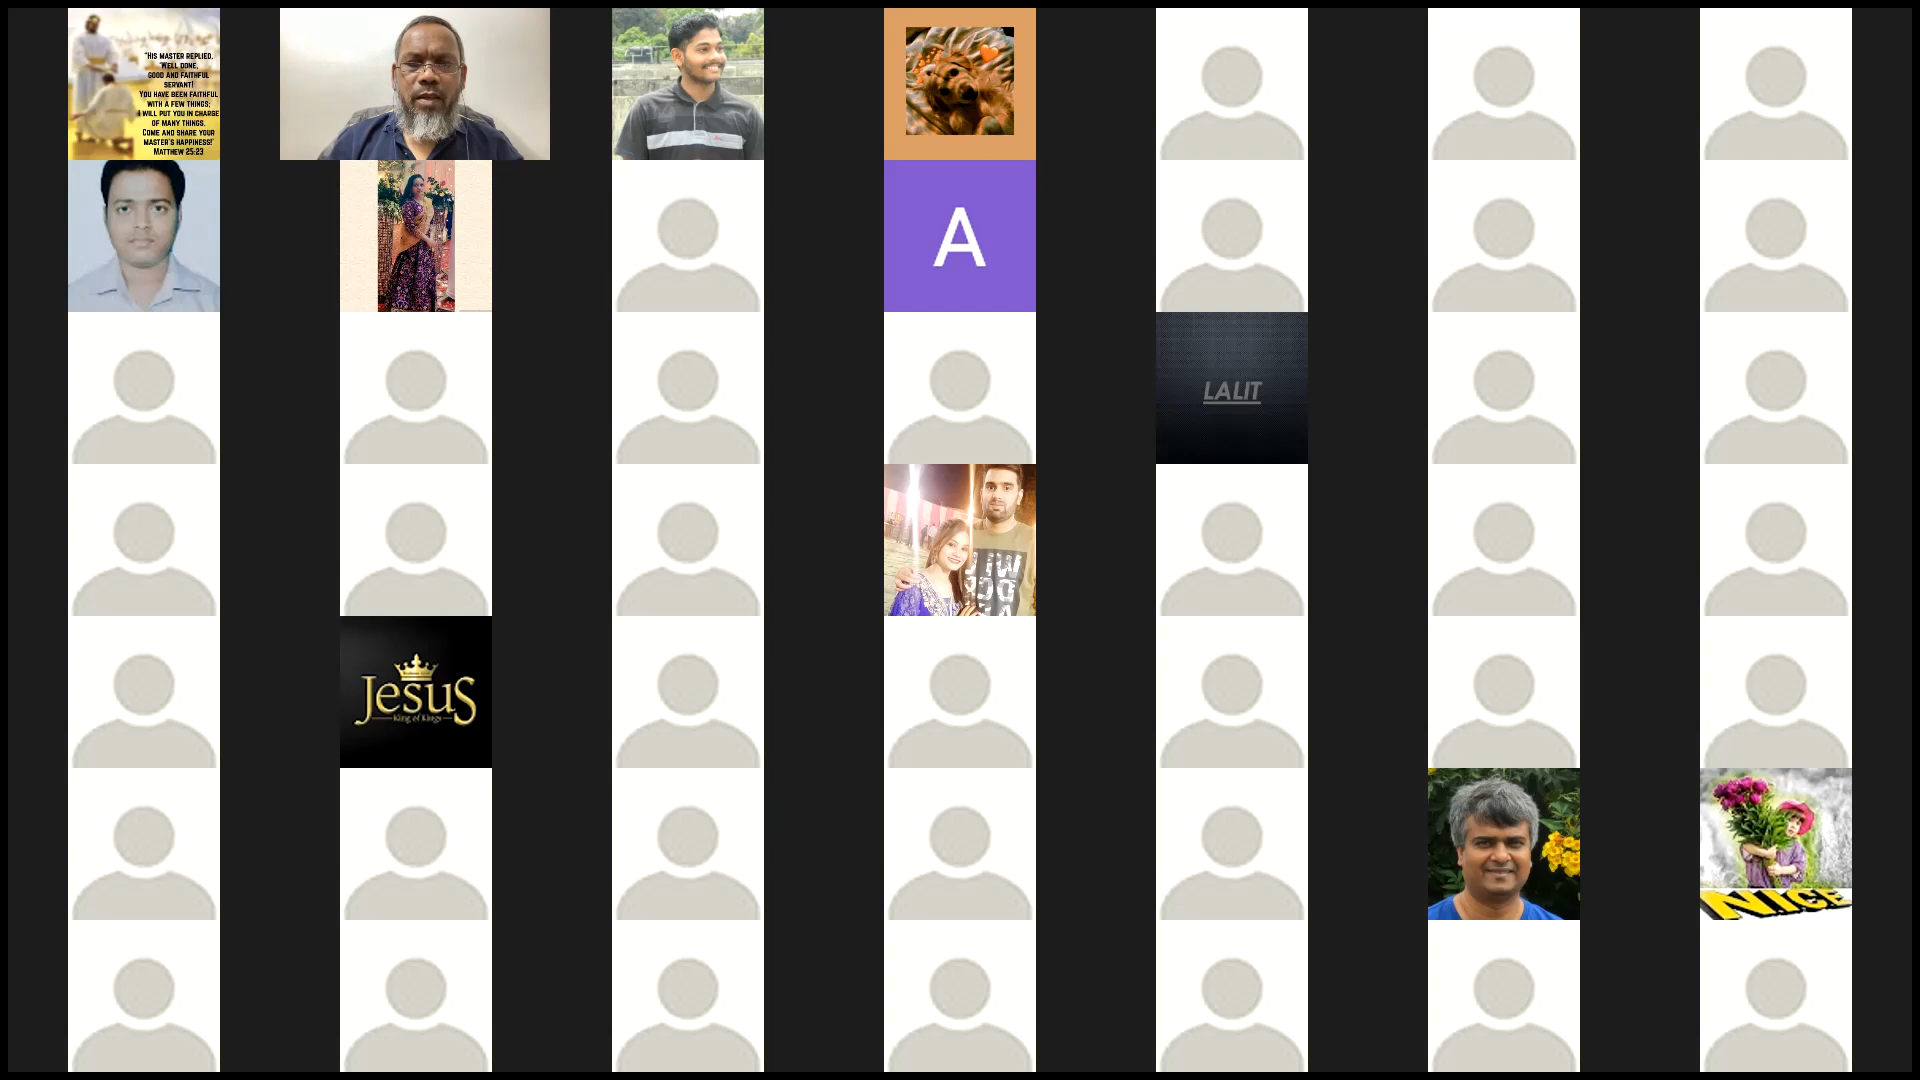 "His master replied,
'Well done,
good and faithful
servant!
You have been faithful
with a few things;
I will put you in charge
of many things.
Come and share your
master's happiness!'
Matthew 25:23
A
LALIT
Jesus
King of Kings
NICE